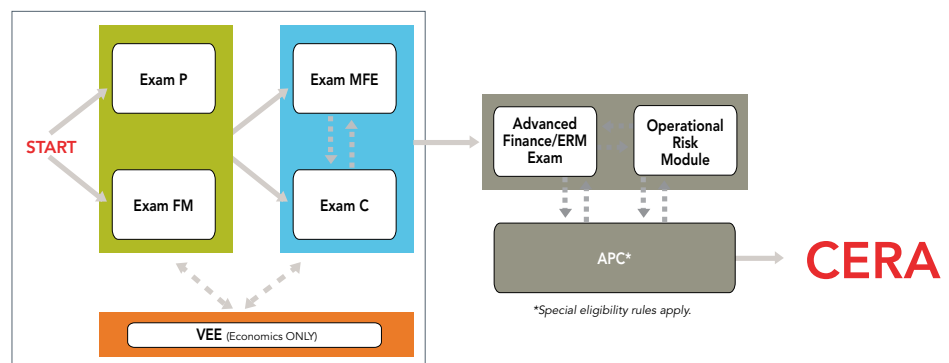 START
Exam P
Exam FM
Exam MFE
Exam C
VEE (Economics ONLY)
Advanced
Finance/ERM
Exam
Operational
Risk
Module
APC*
*Special eligibility rules apply.
CERA